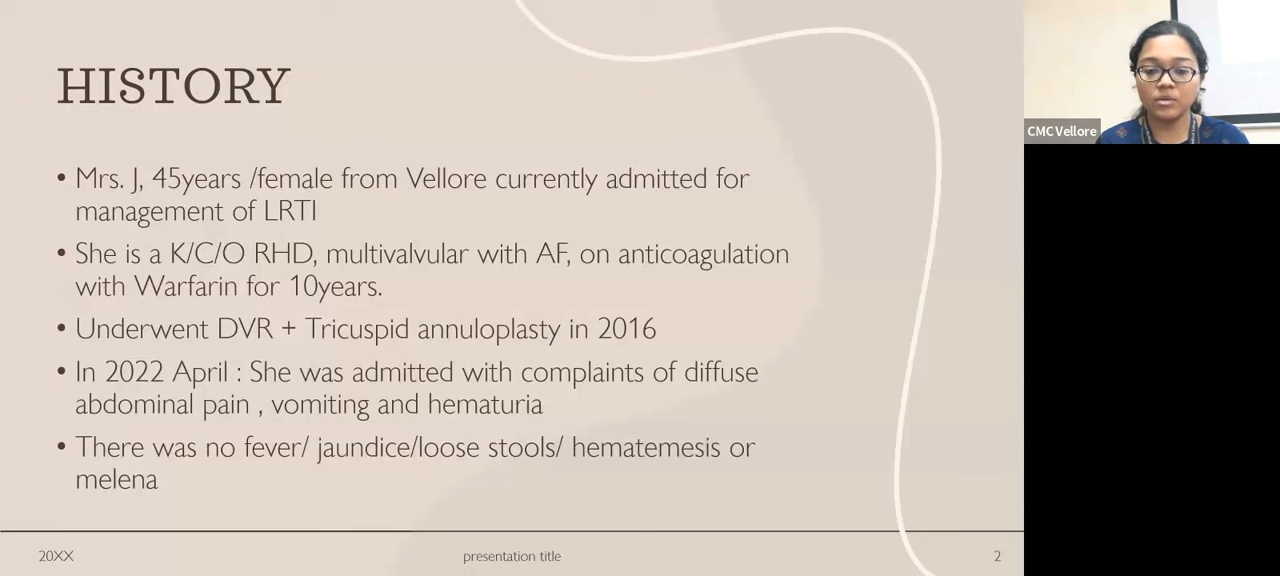 HISTORY
• Mrs. J, 45years /female from Vellore currently admitted for
management of LRTI
• She is a K/C/O RHD, multivalvular with AF, on anticoagulation
with Warfarin for 10years.
• Underwent DVR + Tricuspid annuloplasty in 2016
• In 2022 April : She was admitted with complaints of diffuse
abdominal pain , vomiting and hematuria
• There was no fever/ jaundice/loose stools/ hematemesis or
melena
20XX
presentation title
2
CMC Vellore